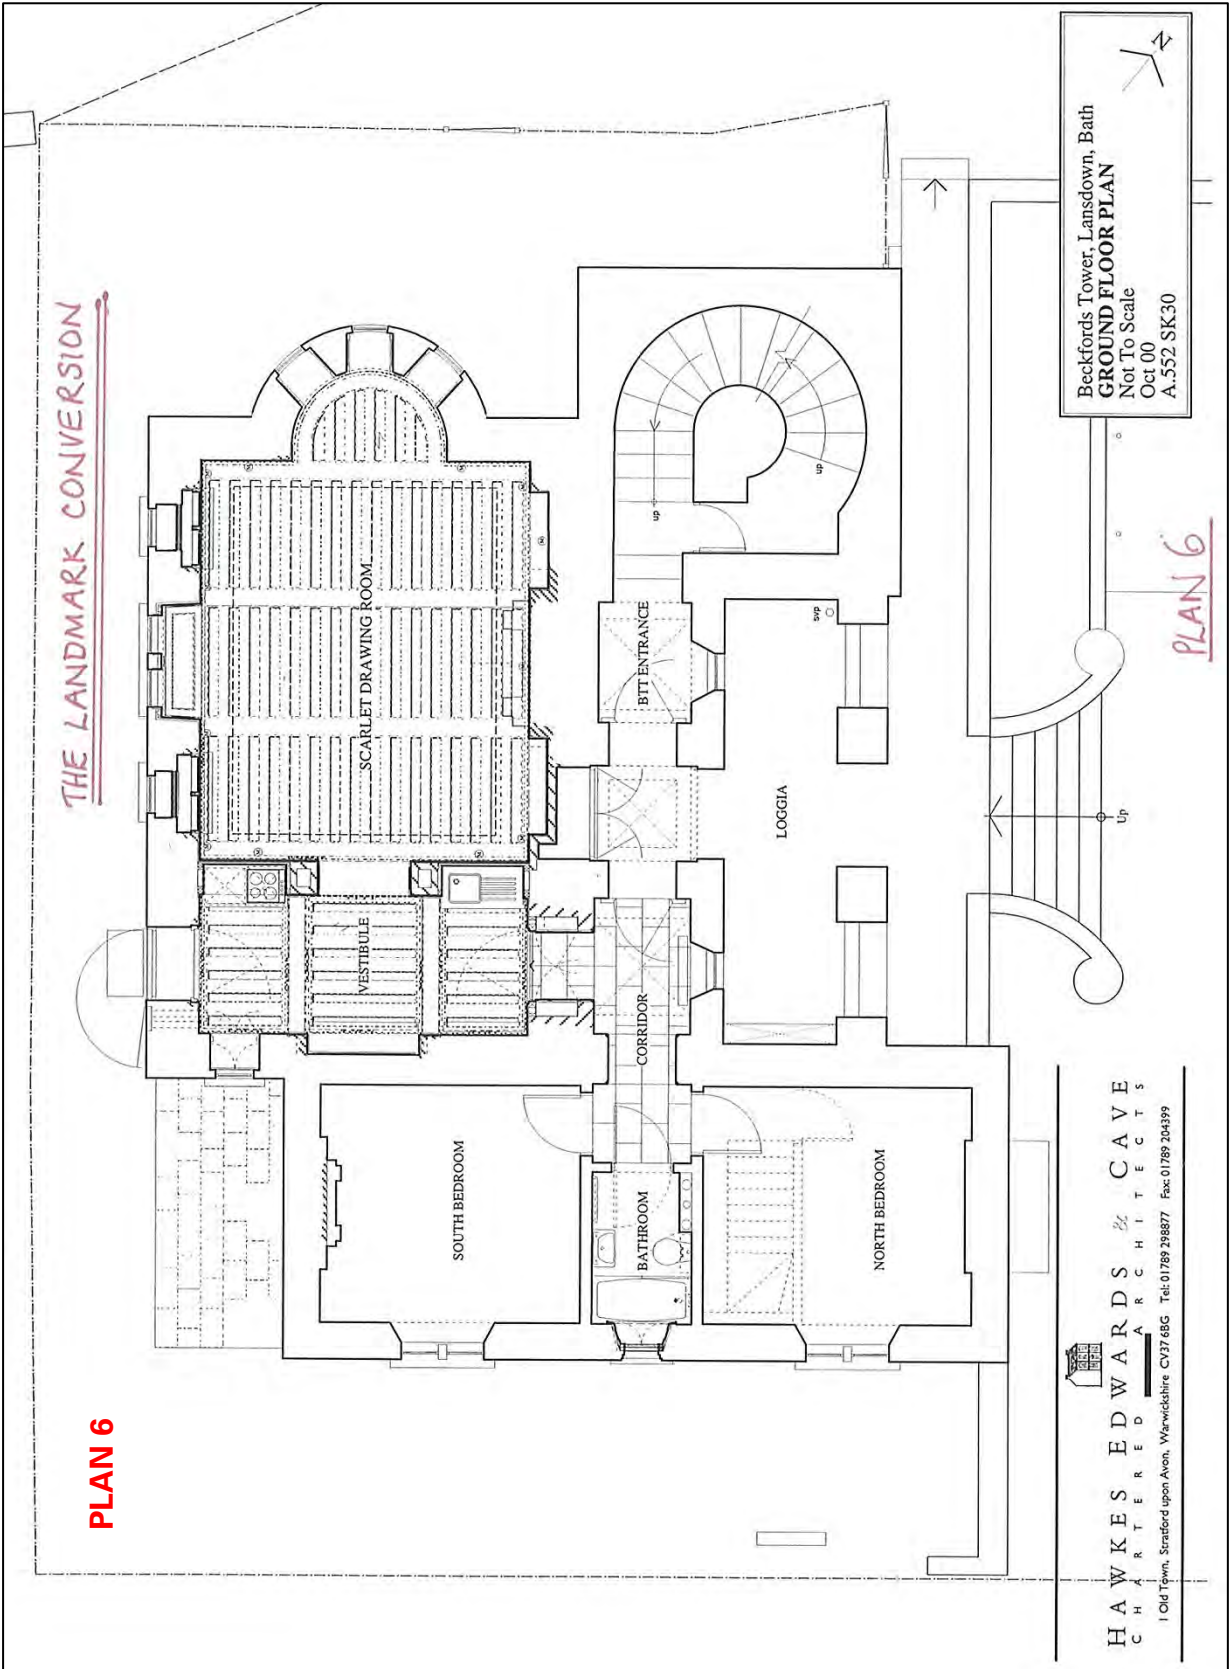 PLAN 6
THE LANDMARK CONVERSION
SCARLET DRAWING ROOM
VESTIBULE
BTT ENTRANCE
CORRIDOR
LOGGIA
SOUTH BEDROOM
BATHROOM
NORTH BEDROOM
up
up
svp
Up
Beckfords Tower, Lansdown, Bath
GROUND FLOOR PLAN
Not To Scale
Oct 00
A.552 SK30
N
PLAN 6
HAWKES EDWARDS & CAVE
CHARTERED ARCHITECTS
1 Old Town, Stratford upon Avon, Warwickshire CV37 6BG Tel: 01789 298877 Fax: 01789 204399